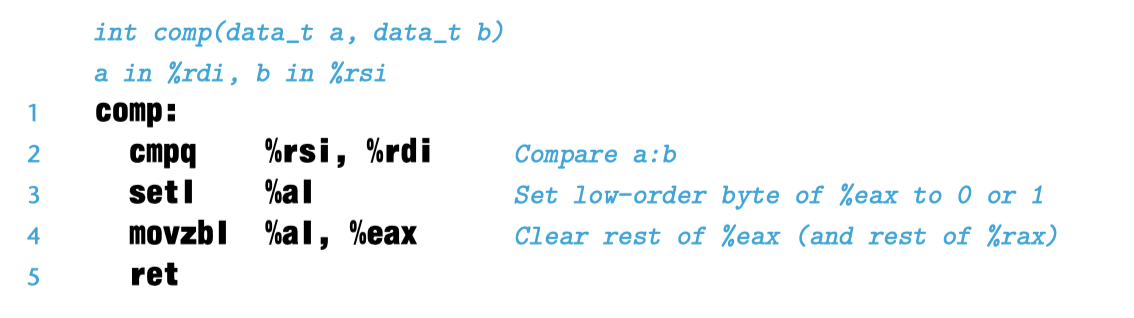 int comp(data_t a, data_t b)
a in %rdi, b in %rsi
1 comp:
2 cmpq %rsi, %rdi Compare a:b
3 setl %al Set low-order byte of %eax to 0 or 1
4 movzbl %al, %eax Clear rest of %eax (and rest of %rax)
5 ret